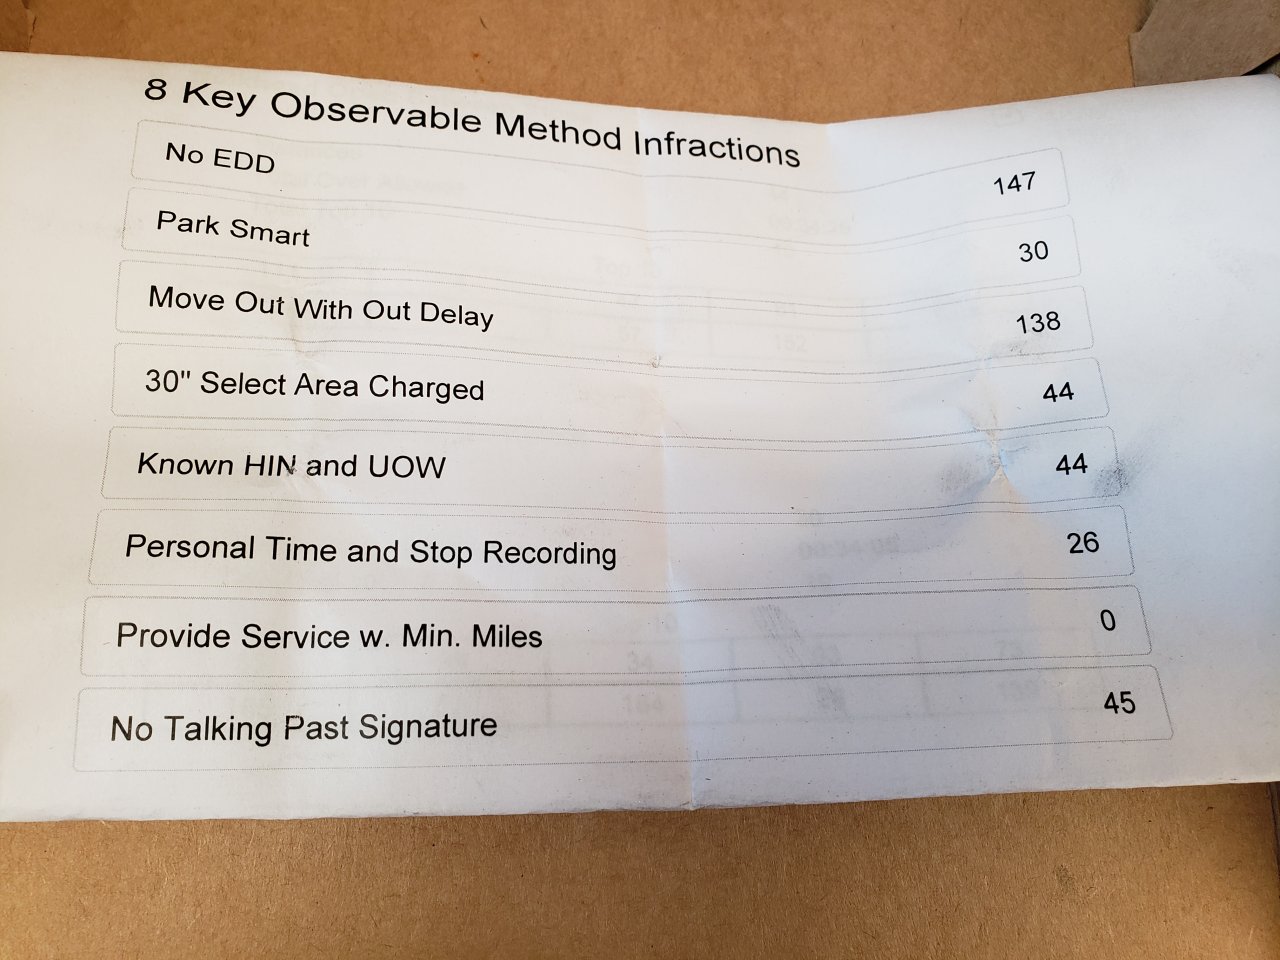 8 Key Observable Method Infractions
No EDD 147
Park Smart 30
Move Out With Out Delay 138
30" Select Area Charged 44
Known HIN and UOW 44
Personal Time and Stop Recording 26
Provide Service w. Min. Miles 0
No Talking Past Signature 45